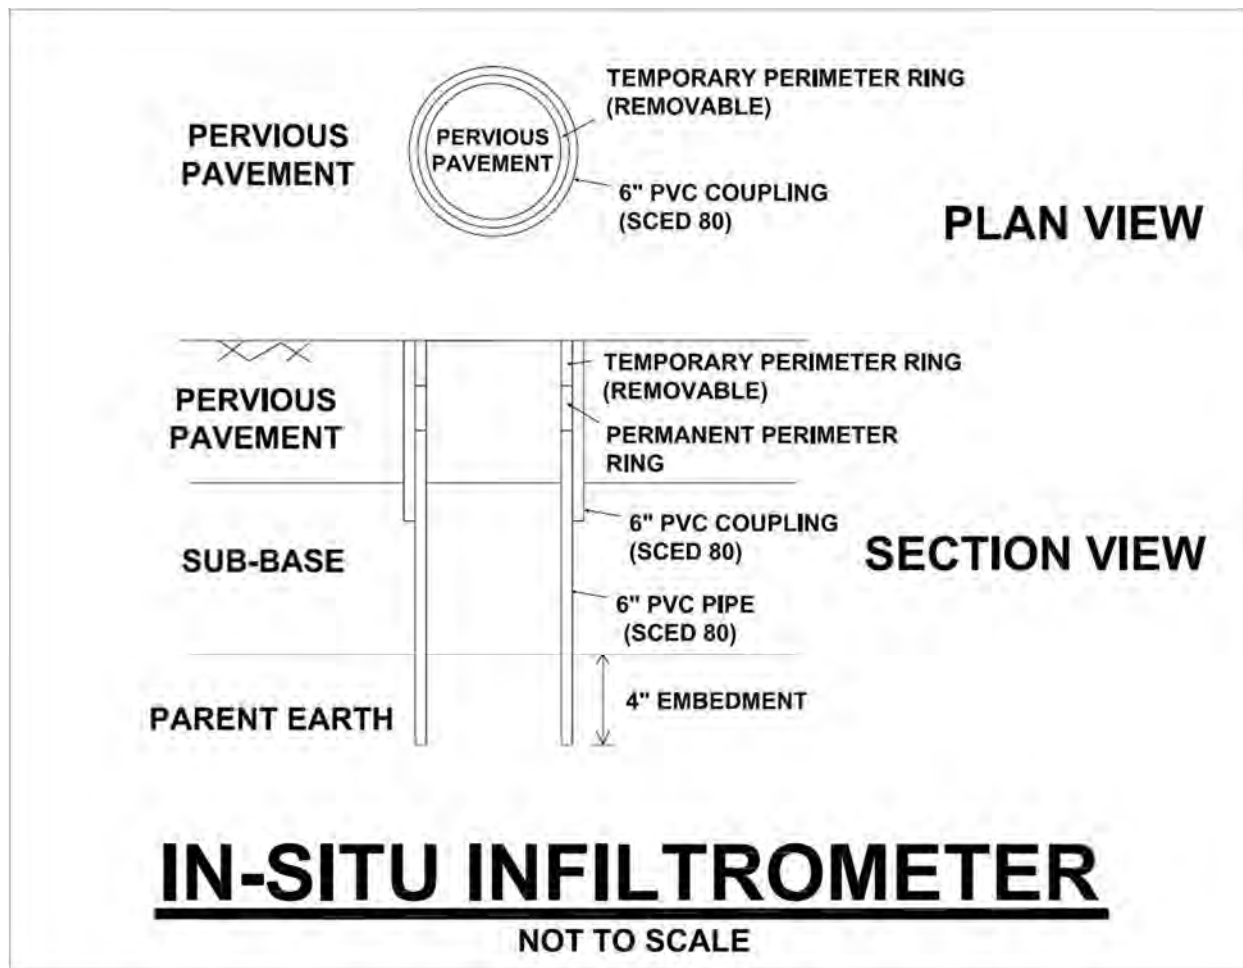 TEMPORARY PERIMETER RING
(REMOVABLE)
PERVIOUS
PAVEMENT
PERVIOUS
PAVEMENT
6" PVC COUPLING
(SCED 80)
PLAN VIEW
TEMPORARY PERIMETER RING
(REMOVABLE)
PERVIOUS
PAVEMENT
PERMANENT PERIMETER
RING
6" PVC COUPLING
(SCED 80)
SUB-BASE
SECTION VIEW
6" PVC PIPE
(SCED 80)
4" EMBEDMENT
PARENT EARTH
IN-SITU INFILTROMETER
NOT TO SCALE